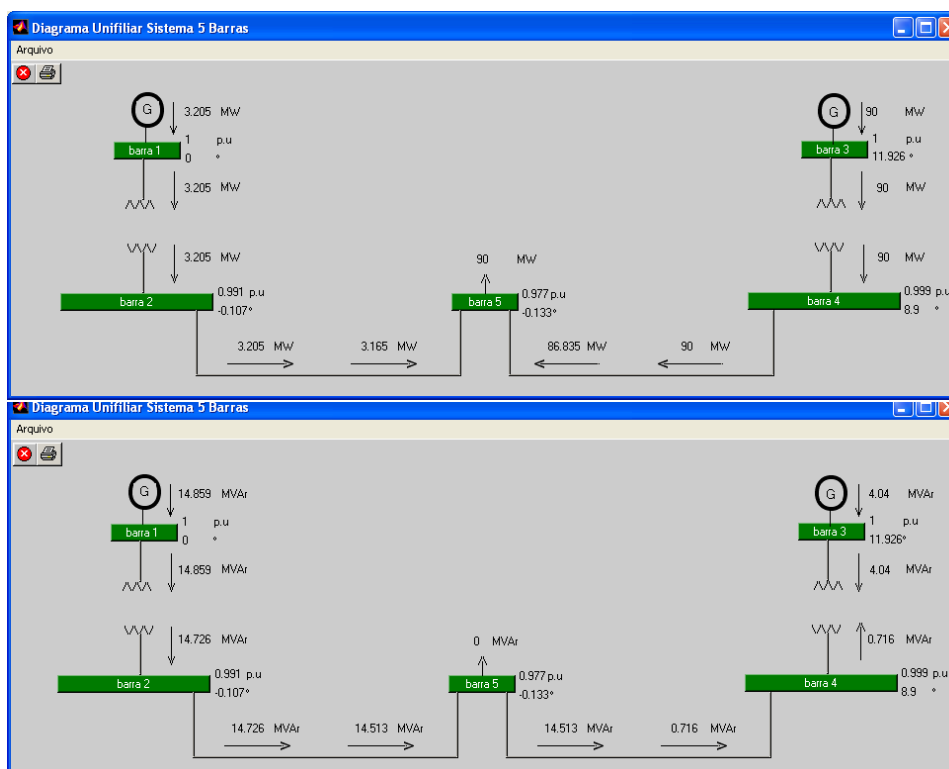 Diagrama Unifiliar Sistema 5 Barras
Arquivo
G 3.205 MW G 90 MW
barra 1 1 p.u barra 3 1 p.u
0 ° 11.926 °
3.205 MW 90 MW
3.205 MW 90 MW 90 MW
barra 2 0.991 p.u barra 5 0.977 p.u barra 4 0.999 p.u
-0.107° -0.133° 8.9 °
3.205 MW 3.165 MW 86.835 MW 90 MW
Diagrama Unifiliar Sistema 5 Barras
Arquivo
G 14.859 MVAr G 4.04 MVAr
barra 1 1 p.u barra 3 1 p.u
0 ° 11.926°
14.859 MVAr 4.04 MVAr
14.726 MVAr 0 MVAr 0.716 MVAr
barra 2 0.991 p.u barra 5 0.977 p.u barra 4 0.999 p.u
-0.107° -0.133° 8.9 °
14.726 MVAr 14.513 MVAr 14.513 MVAr 0.716 MVAr